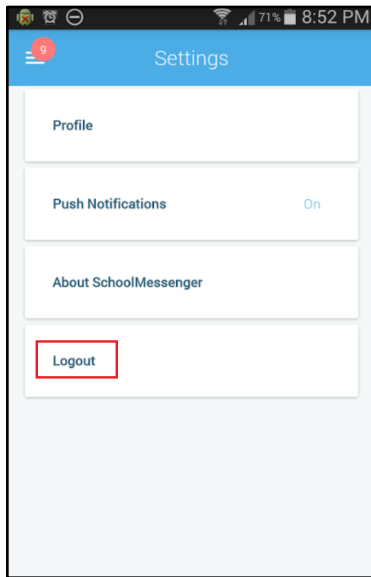 71% 8:52 PM
9
Settings
Profile
Push Notifications On
About SchoolMessenger
Logout